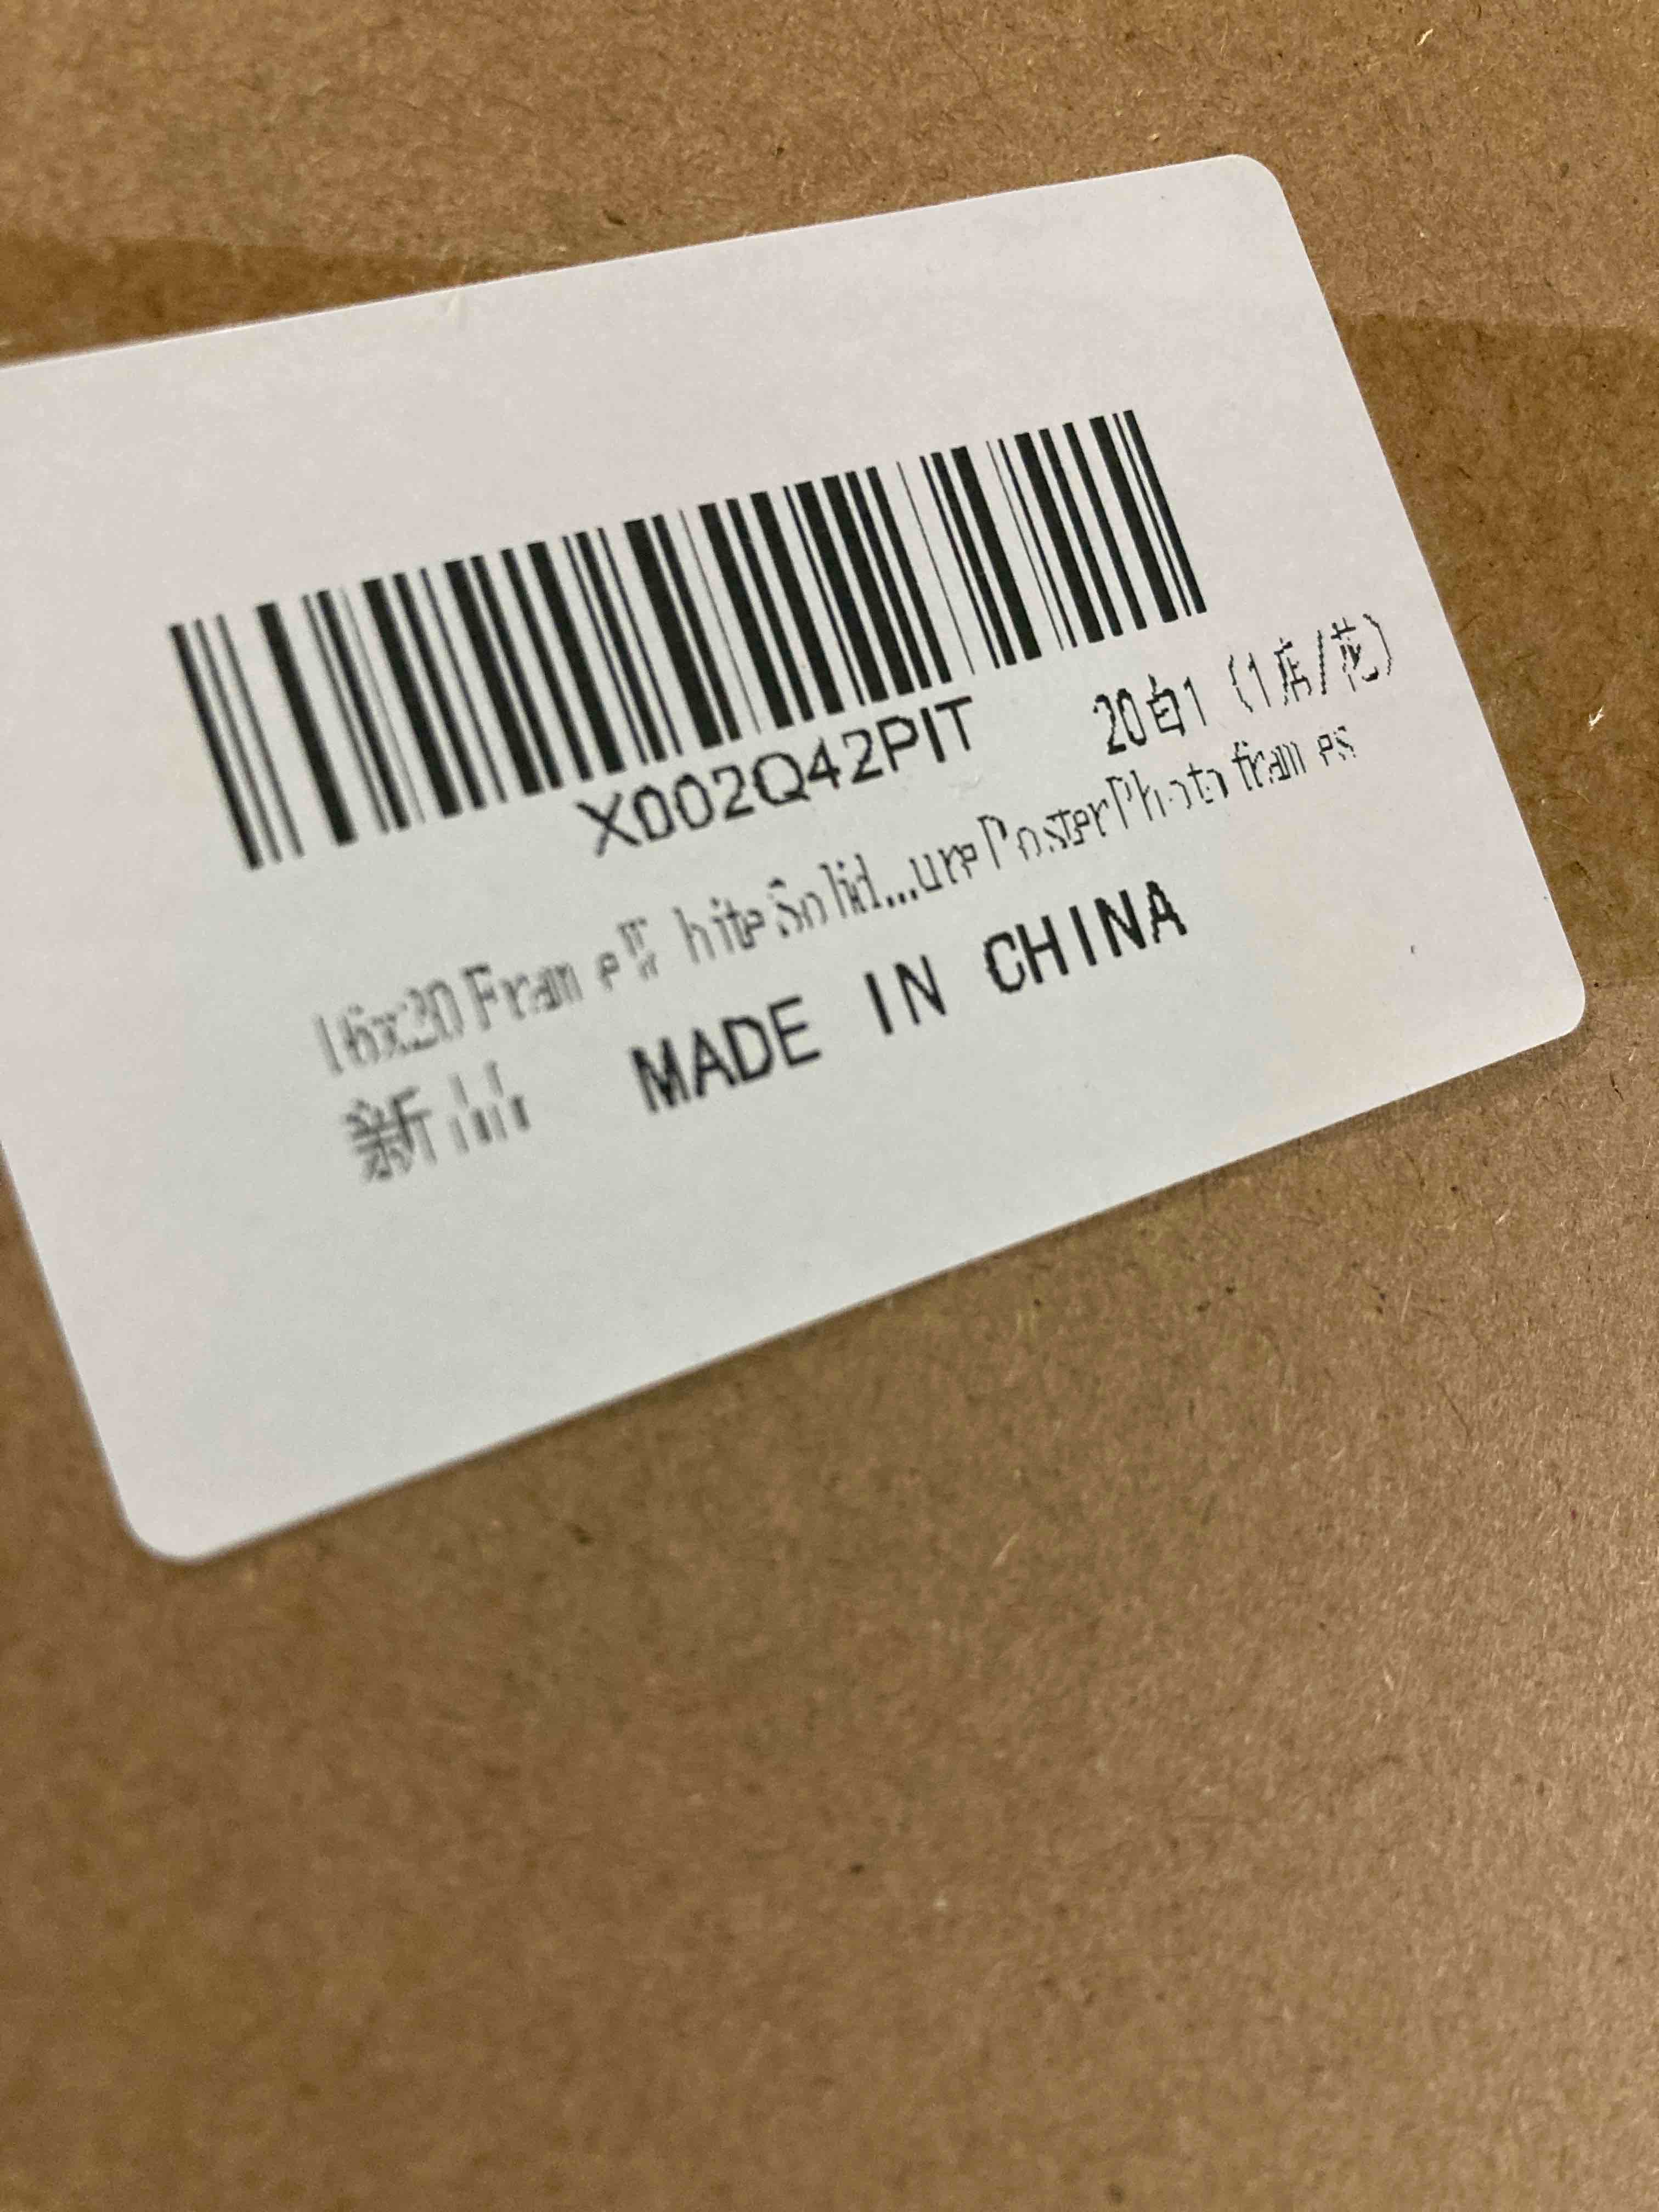 X002Q42PIT 20白1（1店/花）
16x20 Frame White Solid...ure Poster Photo frames
新品 MADE IN CHINA